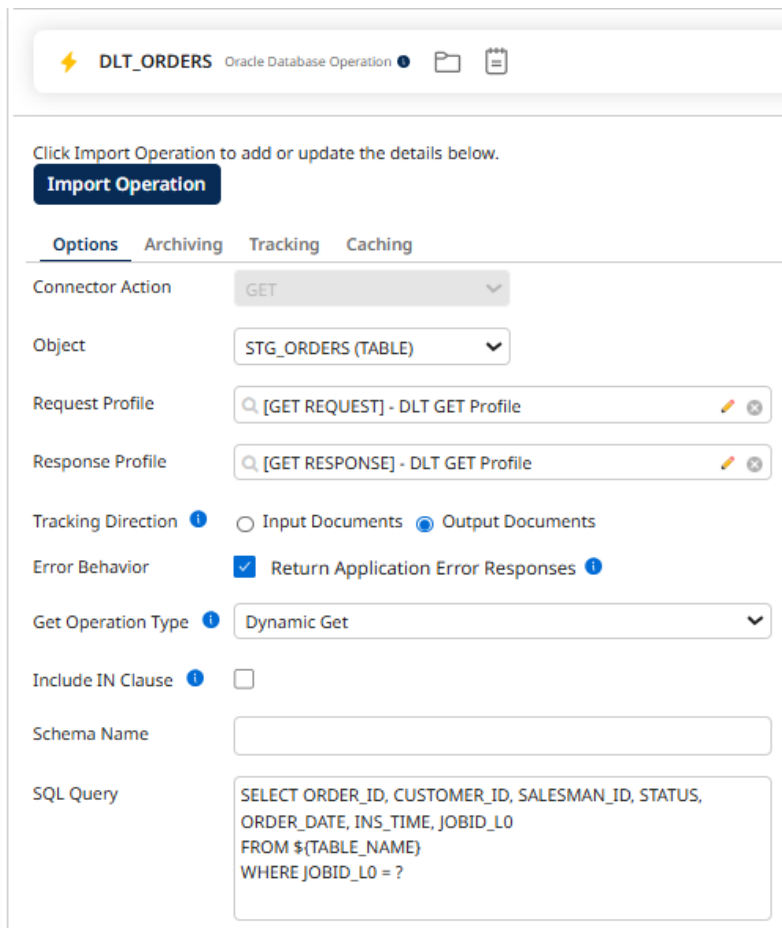 DLT_ORDERS Oracle Database Operation i
Click Import Operation to add or update the details below.
Import Operation
Options Archiving Tracking Caching
Connector Action GET
Object STG_ORDERS (TABLE)
Request Profile [GET REQUEST] - DLT GET Profile
Response Profile [GET RESPONSE] - DLT GET Profile
Tracking Direction i Input Documents Output Documents
Error Behavior Return Application Error Responses i
Get Operation Type i Dynamic Get
Include IN Clause i
Schema Name
SQL Query SELECT ORDER_ID, CUSTOMER_ID, SALESMAN_ID, STATUS,
ORDER_DATE, INS_TIME, JOBID_L0
FROM ${TABLE_NAME}
WHERE JOBID_L0 = ?